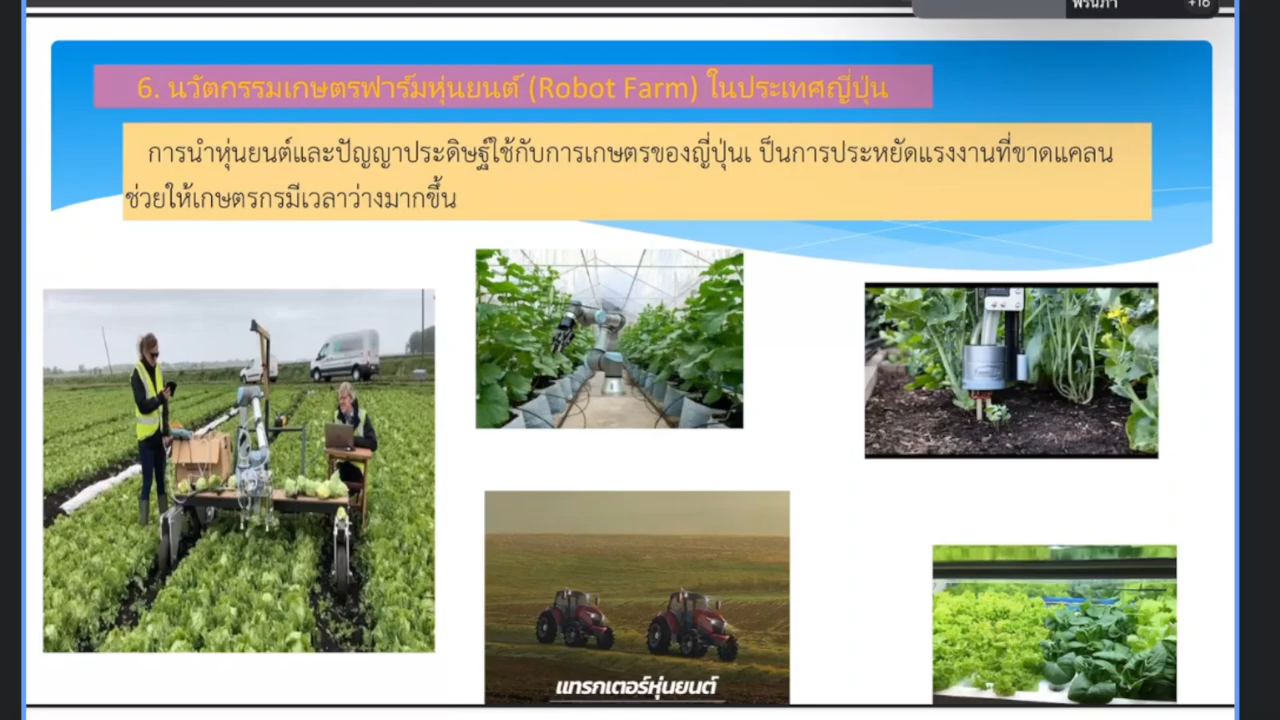 พรนภา
+16
6. นวัตกรรมเกษตรฟาร์มหุ่นยนต์ (Robot Farm) ในประเทศญี่ปุ่น
การนำหุ่นยนต์และปัญญาประดิษฐ์ใช้กับการเกษตรของญี่ปุ่นเ ป็นการประหยัดแรงงานที่ขาดแคลน
ช่วยให้เกษตรกรมีเวลาว่างมากขึ้น
แทรกเตอร์หุ่นยนต์